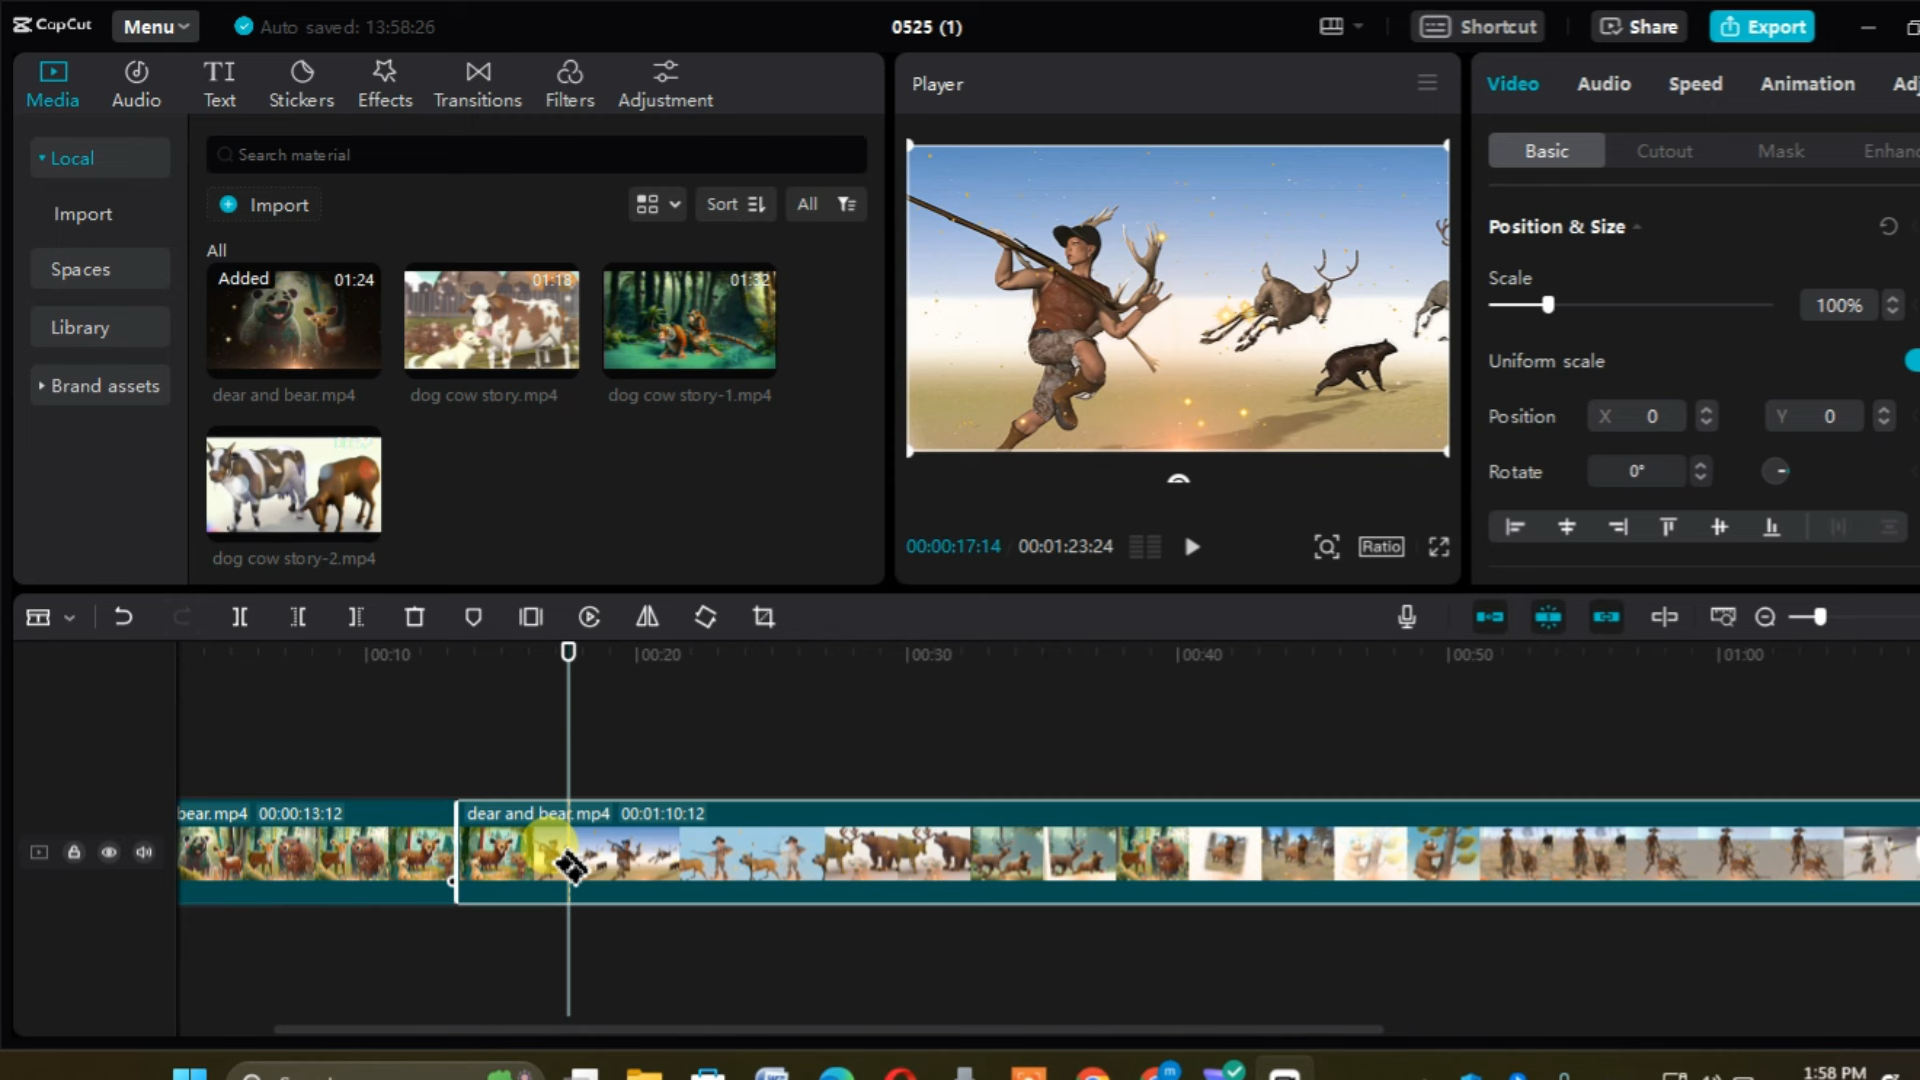 CapCut
Menu
Auto saved: 13:58:26
0525 (1)
Shortcut
Share
Export
Media
Audio
Text
Stickers
Effects
Transitions
Filters
Adjustment
Player
Video
Audio
Speed
Animation
Local
Import
Spaces
Library
Brand assets
Search material
Import
Sort
All
All
Added
01:24
01:18
01:32
dear and bear.mp4
dog cow story.mp4
dog cow story-1.mp4
dog cow story-2.mp4
Basic
Cutout
Mask
Position & Size
Scale
100%
Uniform scale
Position
X 0
Y 0
Rotate
0°
00:00:17:14
00:01:23:24
Ratio
00:10
00:20
00:30
00:40
00:50
01:00
bear.mp4 00:00:13:12
dear and bear.mp4 00:01:10:12
1:58 PM